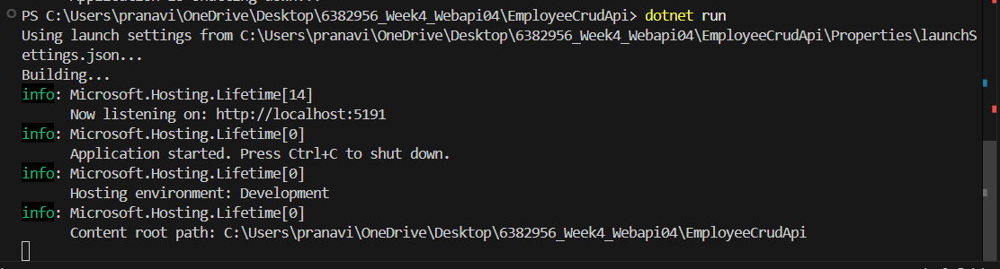 PS C:\Users\pranavi\OneDrive\Desktop\6382956_Week4_Webapi04\EmployeeCrudApi> dotnet run
Using launch settings from C:\Users\pranavi\OneDrive\Desktop\6382956_Week4_Webapi04\EmployeeCrudApi\Properties\launchS
ettings.json...
Building...
info: Microsoft.Hosting.Lifetime[14]
Now listening on: http://localhost:5191
info: Microsoft.Hosting.Lifetime[0]
Application started. Press Ctrl+C to shut down.
info: Microsoft.Hosting.Lifetime[0]
Hosting environment: Development
info: Microsoft.Hosting.Lifetime[0]
Content root path: C:\Users\pranavi\OneDrive\Desktop\6382956_Week4_Webapi04\EmployeeCrudApi